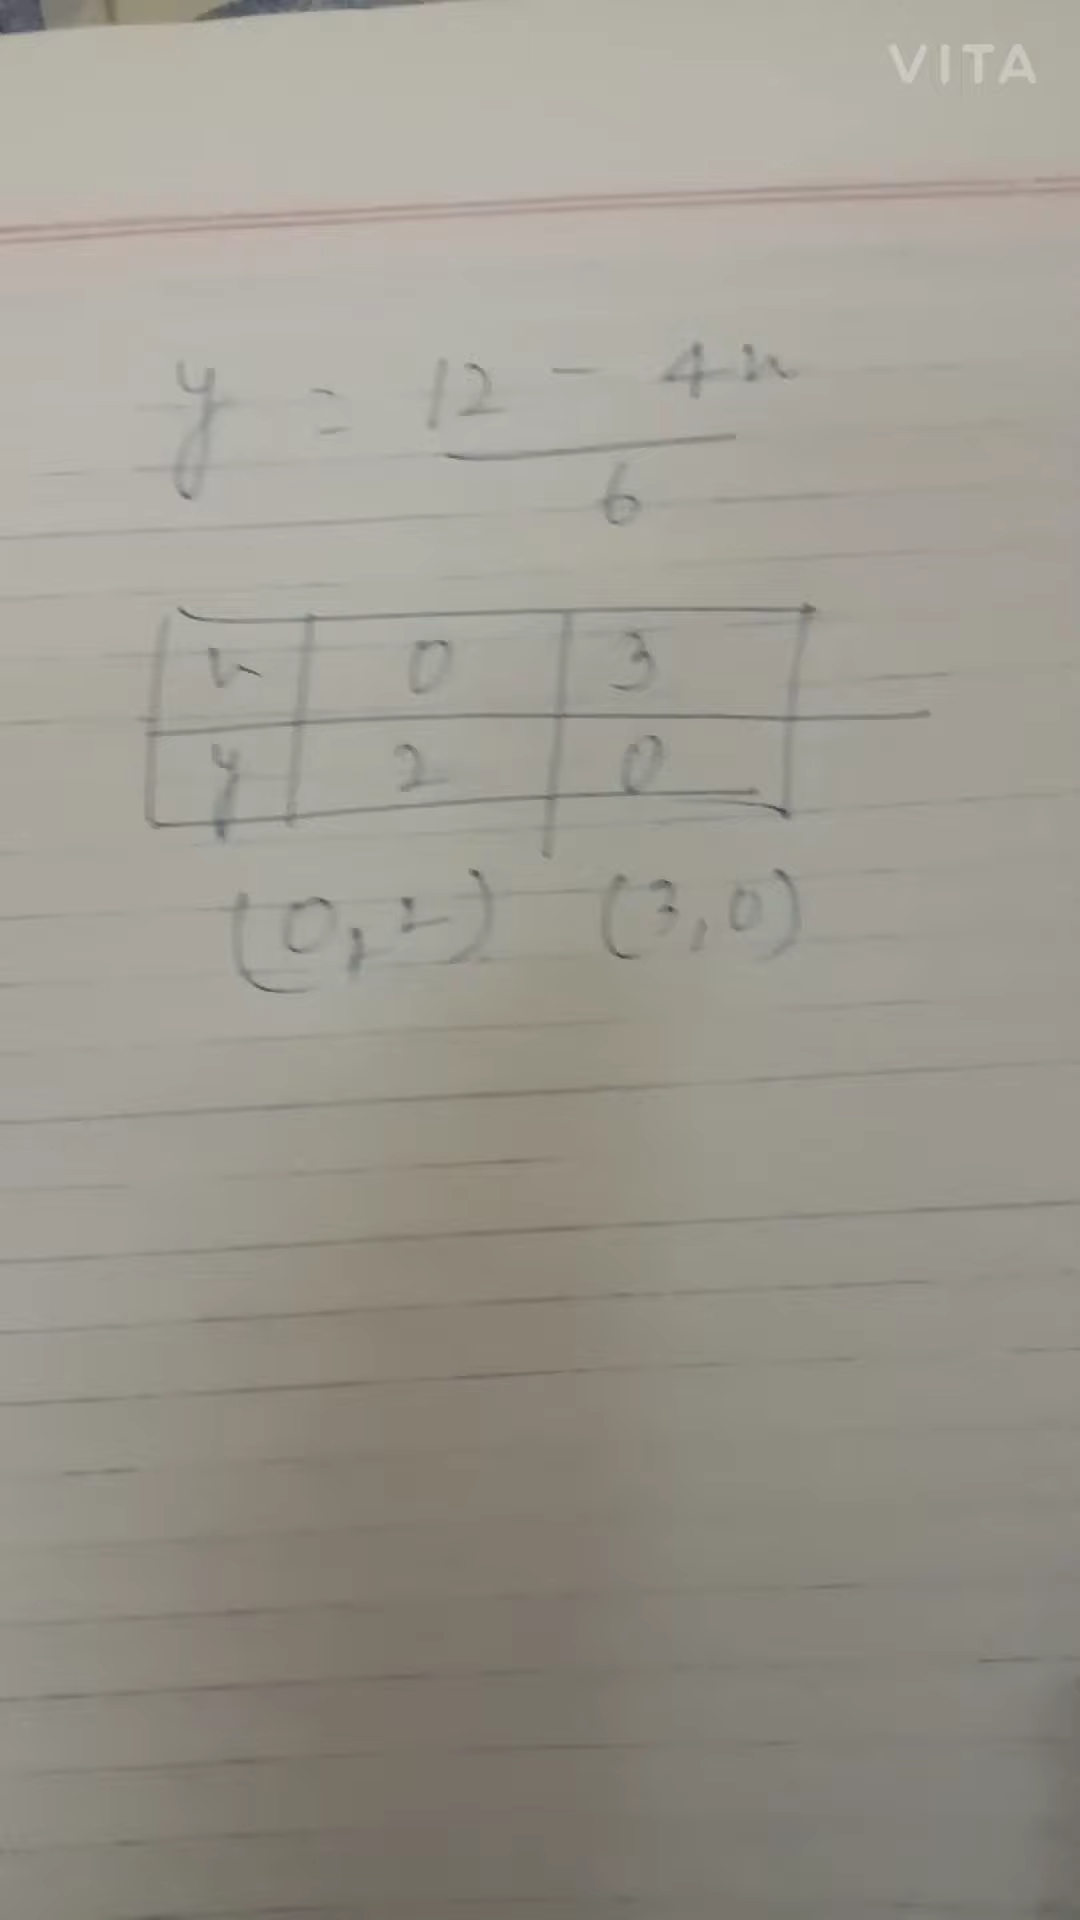 VITA
y = 12 - 4x
6
x 0 3
y 2 0
(0, 2) (3, 0)